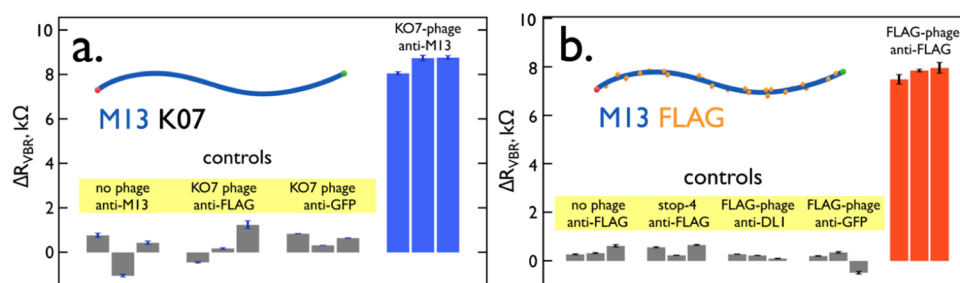 a.
10
8
6
4
2
0
ΔR_VBR, kΩ
M13 K07
KO7-phage
anti-M13
controls
no phage
anti-M13
KO7 phage
anti-FLAG
KO7 phage
anti-GFP
b.
10
8
6
4
2
0
ΔR_VBR, kΩ
M13 FLAG
FLAG-phage
anti-FLAG
controls
no phage
anti-FLAG
stop-4
anti-FLAG
FLAG-phage
anti-DL1
FLAG-phage
anti-GFP